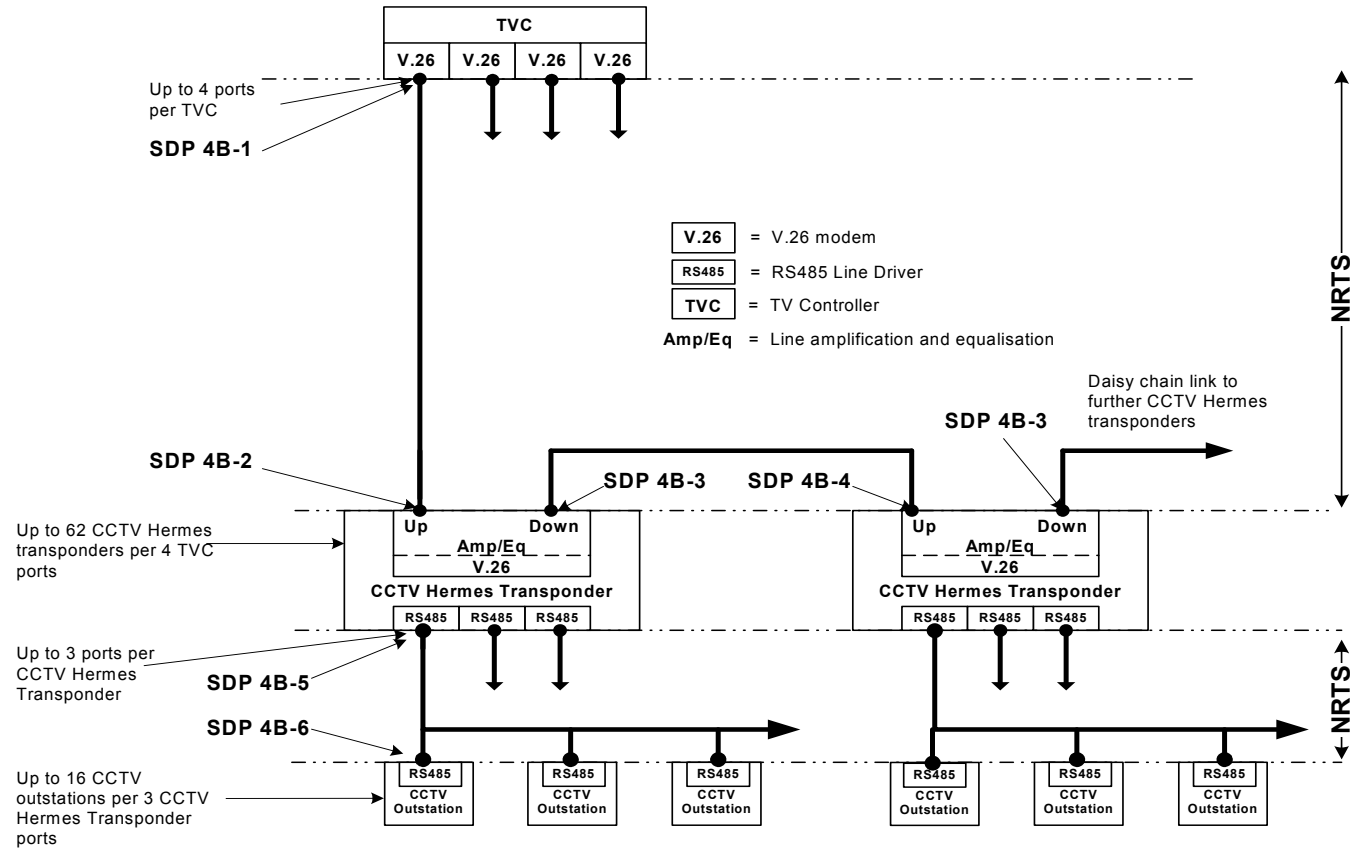 TVC
V.26 V.26 V.26 V.26
Up to 4 ports
per TVC
SDP 4B-1
V.26 = V.26 modem
RS485 = RS485 Line Driver
TVC = TV Controller
Amp/Eq = Line amplification and equalisation
NRTS
Daisy chain link to
further CCTV Hermes
transponders
SDP 4B-3
SDP 4B-2
SDP 4B-3
SDP 4B-4
Up to 62 CCTV Hermes
transponders per 4 TVC
ports
Up Down
Amp/Eq
V.26
CCTV Hermes Transponder
RS485 RS485 RS485
Up Down
Amp/Eq
V.26
CCTV Hermes Transponder
RS485 RS485 RS485
Up to 3 ports per
CCTV Hermes
Transponder
SDP 4B-5
SDP 4B-6
NRTS
Up to 16 CCTV
outstations per 3 CCTV
Hermes Transponder
ports
RS485
CCTV
Outstation
RS485
CCTV
Outstation
RS485
CCTV
Outstation
RS485
CCTV
Outstation
RS485
CCTV
Outstation
RS485
CCTV
Outstation